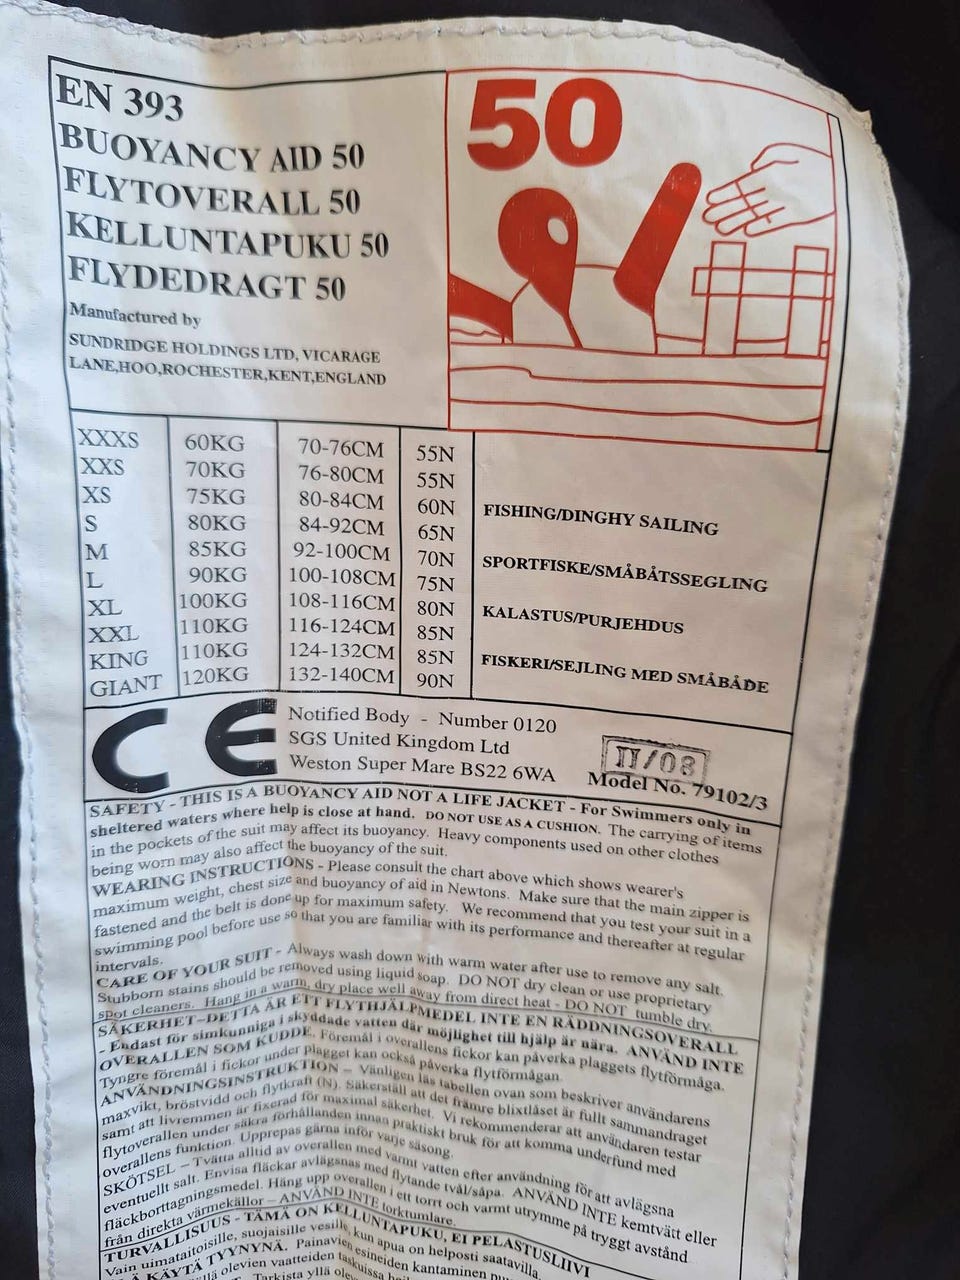 EN 393
BUOYANCY AID 50
FLYTOVERALL 50
KELLUNTAPUKU 50
FLYDEDRAGT 50
Manufactured by
SUNDRIDGE HOLDINGS LTD, VICARAGE
LANE,HOO,ROCHESTER,KENT,ENGLAND
50
XXXS 60KG 70-76CM 55N
XXS 70KG 76-80CM 55N
XS 75KG 80-84CM 60N
S 80KG 84-92CM 65N
M 85KG 92-100CM 70N
L 90KG 100-108CM 75N
XL 100KG 108-116CM 80N
XXL 110KG 116-124CM 85N
KING 110KG 124-132CM 85N
GIANT 120KG 132-140CM 90N
FISHING/DINGHY SAILING
SPORTFISKE/SMÅBÅTSSEGLING
KALASTUS/PURJEHDUS
FISKERI/SEJLING MED SMÅBÅDE
CE
Notified Body - Number 0120
SGS United Kingdom Ltd
Weston Super Mare BS22 6WA
II/08
Model No. 79102/3
SAFETY - THIS IS A BUOYANCY AID NOT A LIFE JACKET - For Swimmers only in
sheltered waters where help is close at hand. DO NOT USE AS A CUSHION. The carrying of items
in the pockets of the suit may affect its buoyancy. Heavy components used on other clothes
being worn may also affect the buoyancy of the suit.
WEARING INSTRUCTIONS - Please consult the chart above which shows wearer's
maximum weight, chest size and buoyancy of aid in Newtons. Make sure that the main zipper is
fastened and the belt is done up for maximum safety. We recommend that you test your suit in a
swimming pool before use so that you are familiar with its performance and thereafter at regular
intervals.
CARE OF YOUR SUIT - Always wash down with warm water after use to remove any salt.
Stubborn stains should be removed using liquid soap. DO NOT dry clean or use proprietary
spot cleaners. Hang in a warm, dry place well away from direct heat - DO NOT tumble dry.
SÄKERHET–DETTA ÄR ETT FLYTHJÄLPMEDEL INTE EN RÄDDNINGSOVERALL
- Endast för simkunniga i skyddade vatten där möjlighet till hjälp är nära. ANVÄND INTE
OVERALLEN SOM KUDDE. Föremål i overallens fickor kan påverka plaggets flytförmåga.
Tyngre föremål i fickor under plagget kan också påverka flytförmågan.
ANVÄNDNINGSINSTRUKTION – Vänligen läs tabellen ovan som beskriver användarens
maxvikt, bröstvidd och flytkraft (N). Säkerställ att det främre blixtlåset är fullt sammandraget
samt att livremmen är fixerad för maximal säkerhet. Vi rekommenderar att användaren testar
flytoverallen under säkra förhållanden innan praktiskt bruk för att komma underfund med
overallens funktion. Upprepas gärna inför varje säsong.
SKÖTSEL – Tvätta alltid av overallen med varmt vatten efter användning för att avlägsna
eventuellt salt. Envisa fläckar avlägsnas med flytande tvål/såpa. ANVÄND INTE kemtvätt eller
fläckborttagningsmedel. Häng upp overallen i ett torrt och varmt utrymme på tryggt avstånd
från direkta värmekällor – ANVÄND INTE torktumlare.
TURVALLISUUS - TÄMÄ ON KELLUNTAPUKU, EI PELASTUSLIIVI
Vain uimataitoisille, suojaisille vesille, kun apua on helposti saatavilla.
KÄYTÄ TYYNYNÄ. Painavien esineiden kantaminen
olevien vaatteiden taskuissa
Tarkista yllä